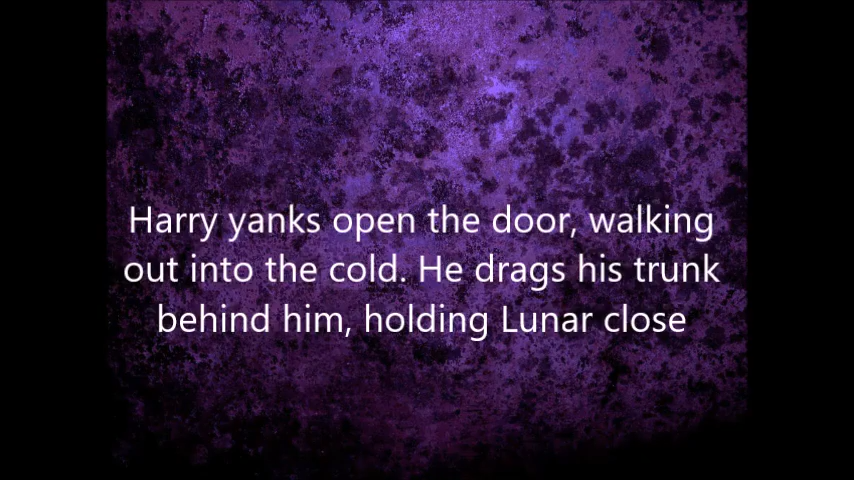 Harry yanks open the door, walking
out into the cold. He drags his trunk
behind him, holding Lunar close